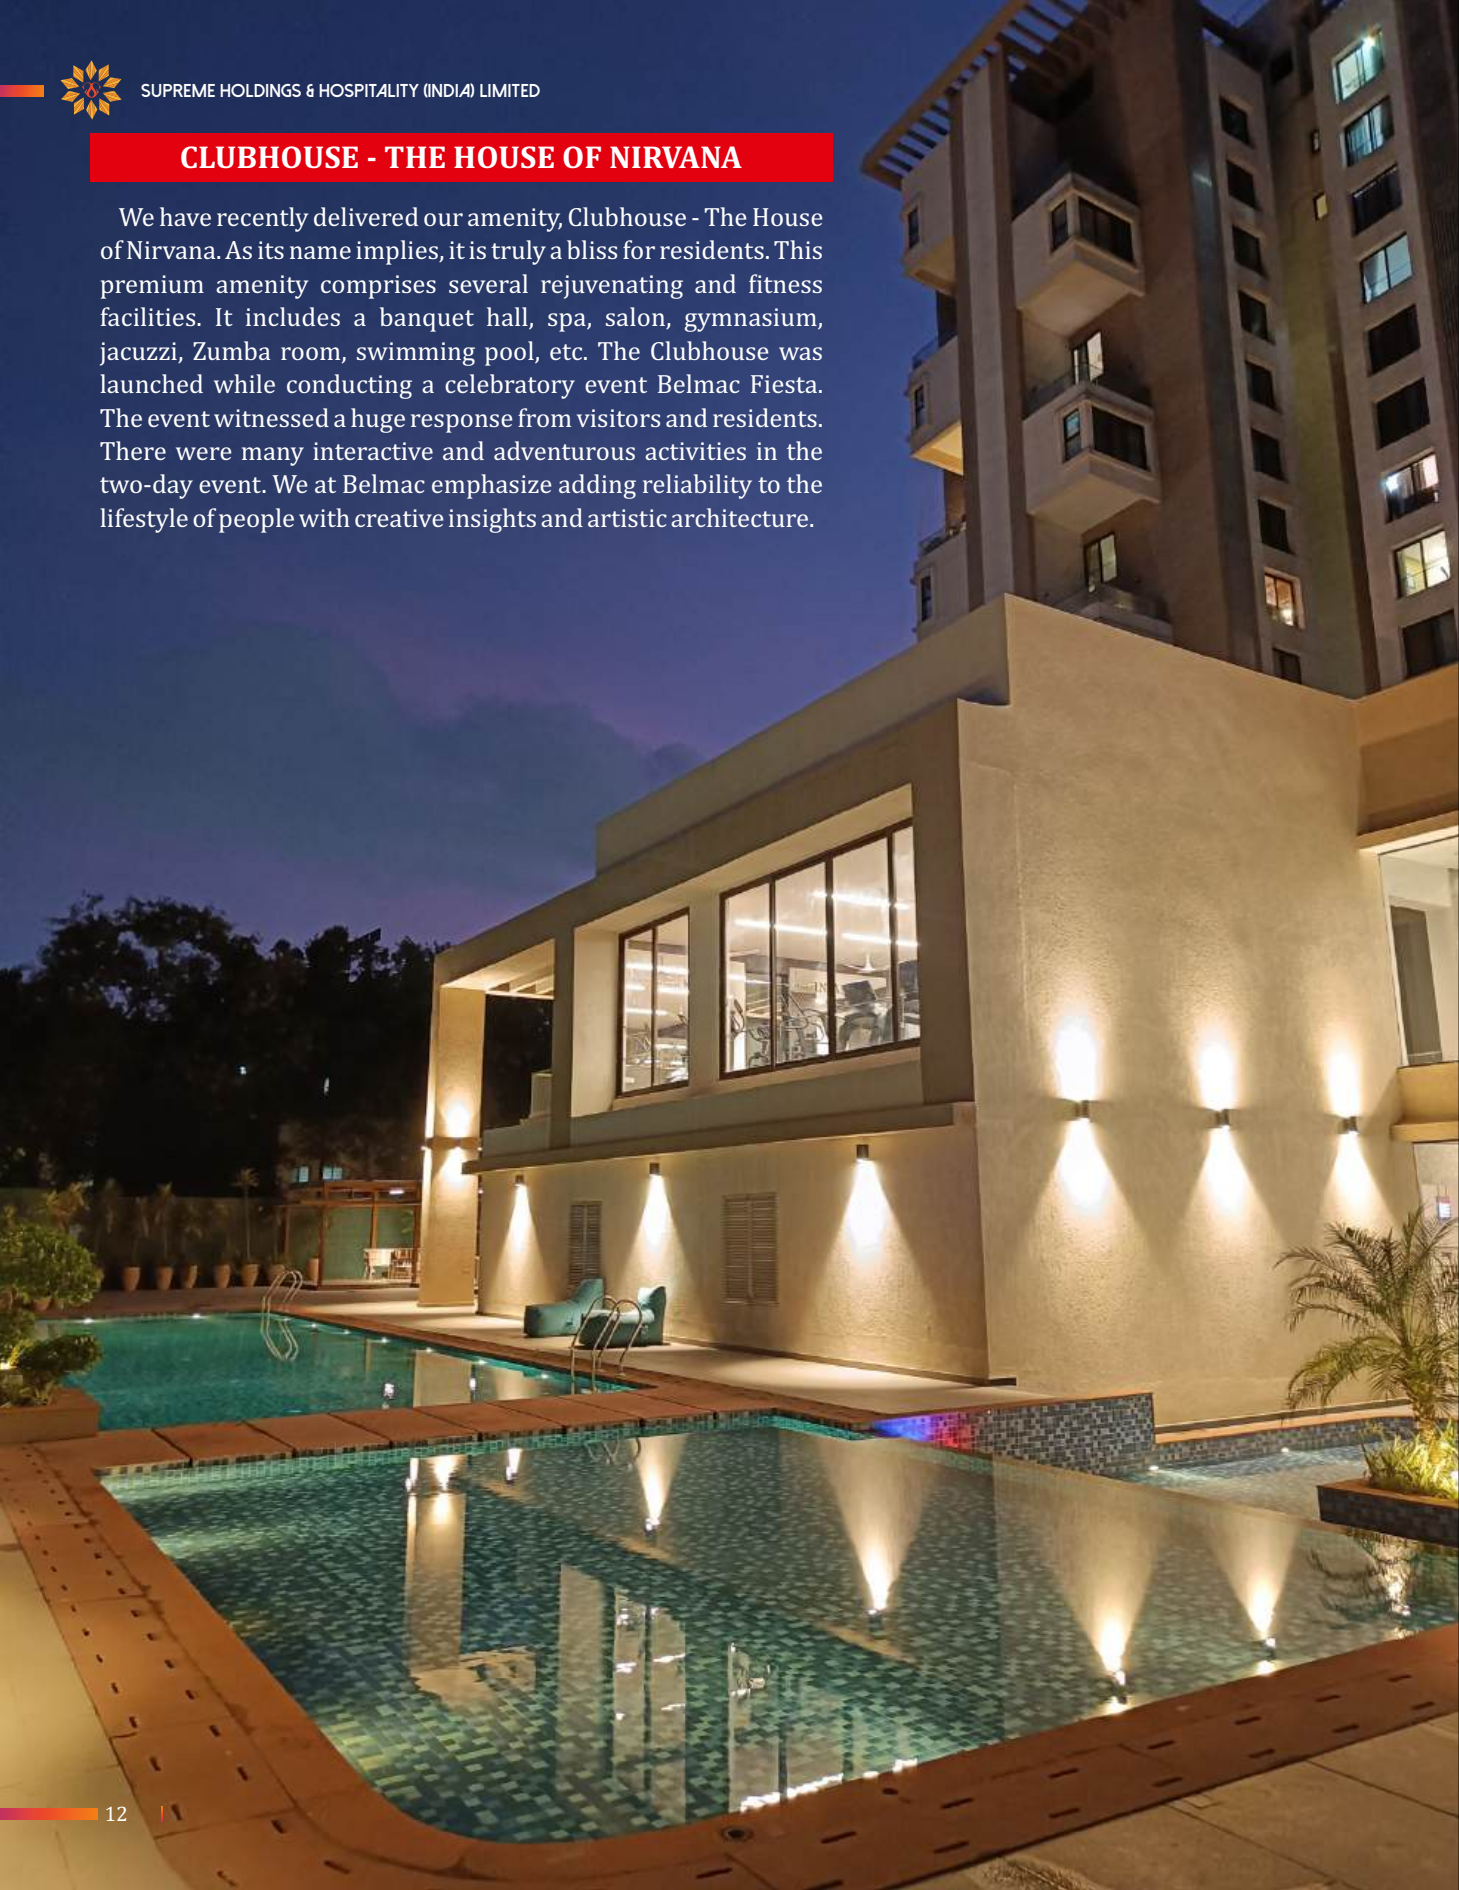 SUPREME HOLDINGS & HOSPITALITY (INDIA) LIMITED
CLUBHOUSE - THE HOUSE OF NIRVANA
We have recently delivered our amenity, Clubhouse - The House
of Nirvana. As its name implies, it is truly a bliss for residents. This
premium amenity comprises several rejuvenating and fitness
facilities. It includes a banquet hall, spa, salon, gymnasium,
jacuzzi, Zumba room, swimming pool, etc. The Clubhouse was
launched while conducting a celebratory event Belmac Fiesta.
The event witnessed a huge response from visitors and residents.
There were many interactive and adventurous activities in the
two-day event. We at Belmac emphasize adding reliability to the
lifestyle of people with creative insights and artistic architecture.
12